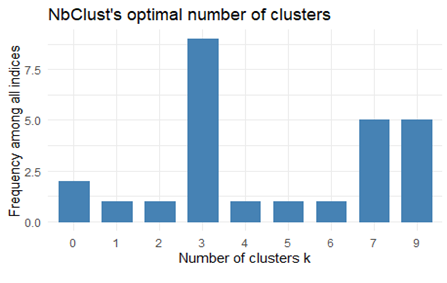 NbClust's optimal number of clusters
Frequency among all indices
7.5
5.0
2.5
0.0
0 1 2 3 4 5 6 7 9
Number of clusters k